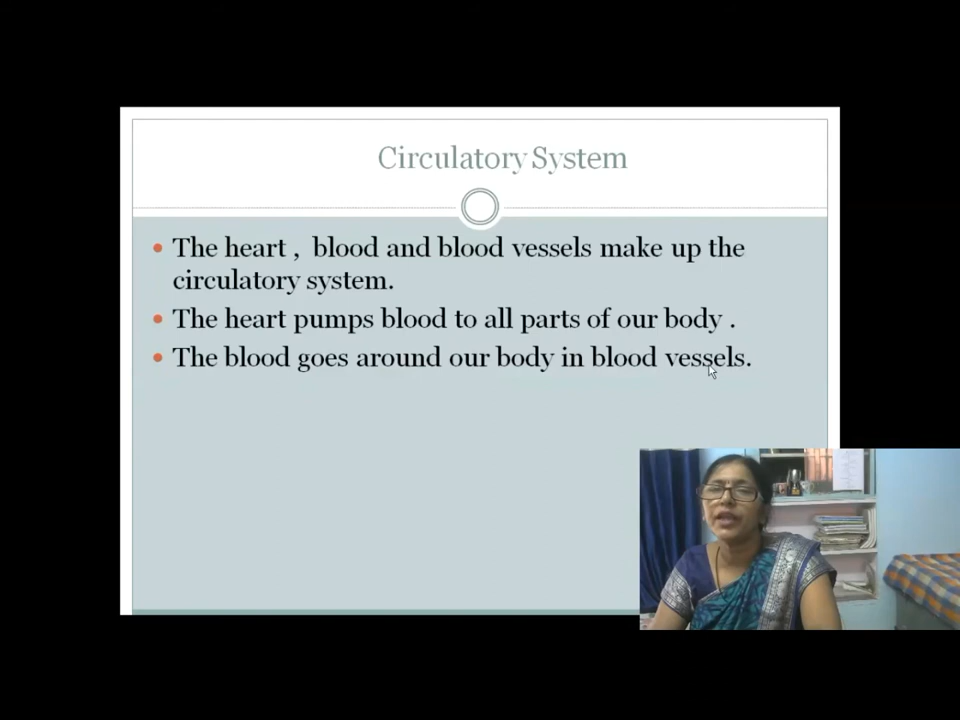 Circulatory System
The heart , blood and blood vessels make up the
circulatory system.
The heart pumps blood to all parts of our body .
The blood goes around our body in blood vessels.